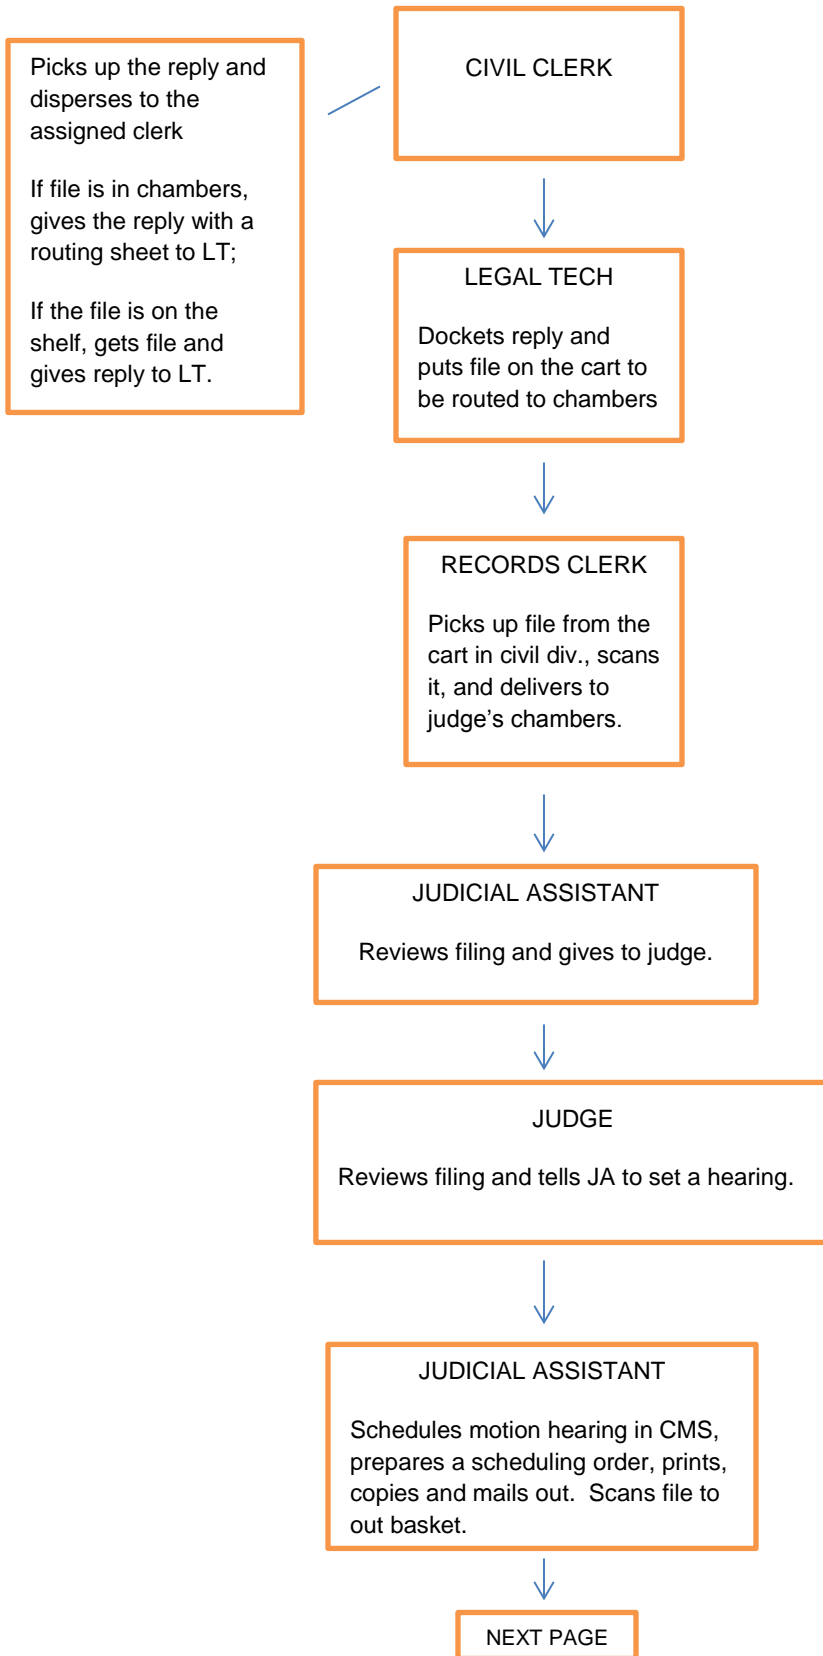 CIVIL CLERK
Picks up the reply and
disperses to the
assigned clerk
If file is in chambers,
gives the reply with a
routing sheet to LT;
If the file is on the
shelf, gets file and
gives reply to LT.
LEGAL TECH
Dockets reply and
puts file on the cart to
be routed to chambers
RECORDS CLERK
Picks up file from the
cart in civil div., scans
it, and delivers to
judge’s chambers.
JUDICIAL ASSISTANT
Reviews filing and gives to judge.
JUDGE
Reviews filing and tells JA to set a hearing.
JUDICIAL ASSISTANT
Schedules motion hearing in CMS,
prepares a scheduling order, prints,
copies and mails out.  Scans file to
out basket.
NEXT PAGE